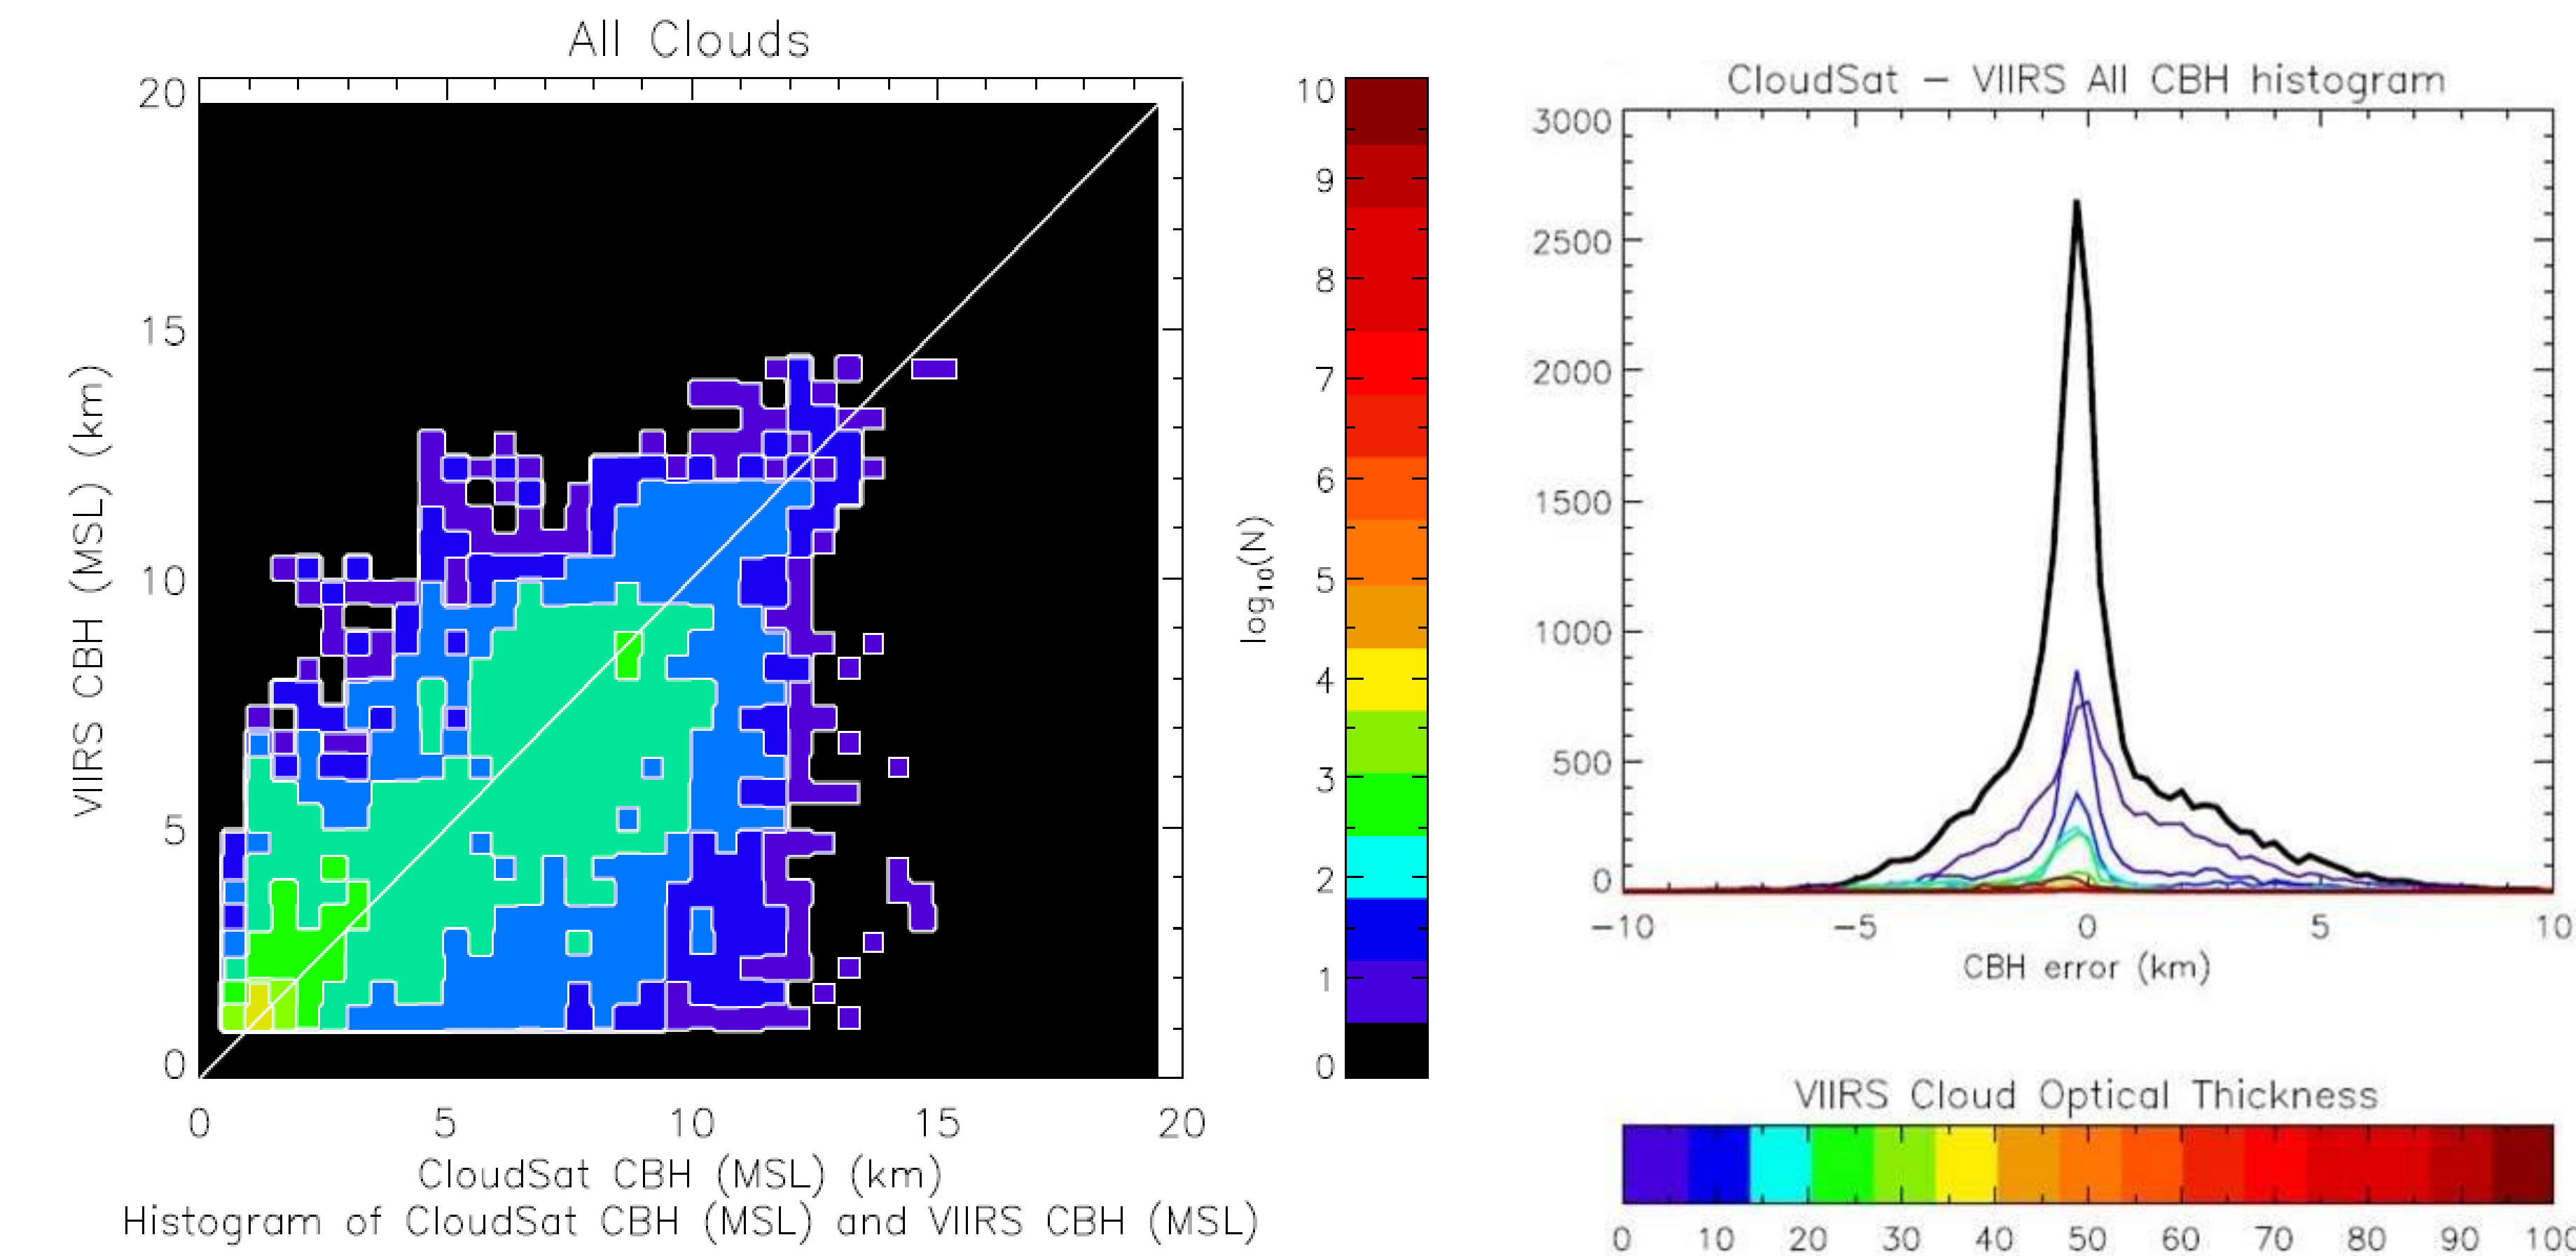 All Clouds
20
15
10
5
0
VIIRS CBH (MSL) (km)
0 5 10 15 20
CloudSat CBH (MSL) (km)
Histogram of CloudSat CBH (MSL) and VIIRS CBH (MSL)
10
9
8
7
6
5
4
3
2
1
0
log10(N)
CloudSat – VIIRS All CBH histogram
3000
2500
2000
1500
1000
500
0
−10 −5 0 5 10
CBH error (km)
VIIRS Cloud Optical Thickness
0 10 20 30 40 50 60 70 80 90 100